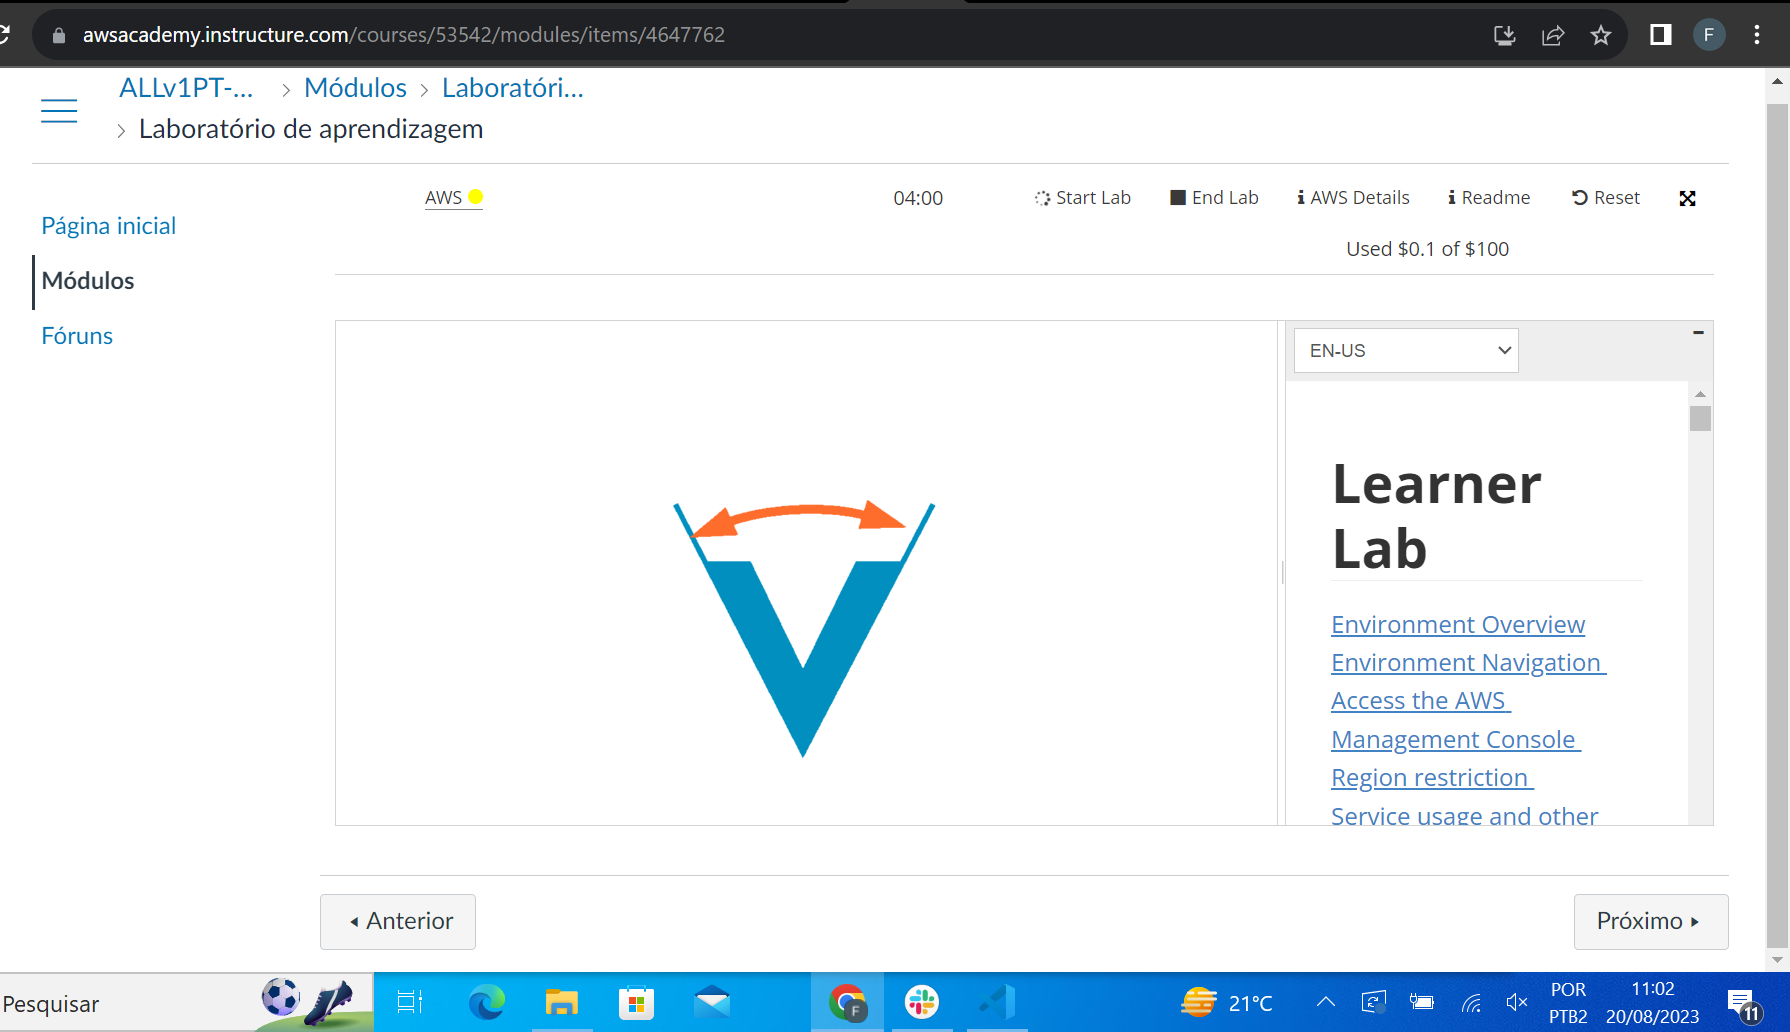 awsacademy.instructure.com/courses/53542/modules/items/4647762
F
ALLv1PT-... > Módulos > Laboratóri...
> Laboratório de aprendizagem
Página inicial
Módulos
Fóruns
AWS 04:00 Start Lab End Lab AWS Details Readme Reset
Used $0.1 of $100
EN-US
Learner
Lab
Environment Overview
Environment Navigation
Access the AWS
Management Console
Region restriction
Service usage and other
Anterior
Próximo
Pesquisar
F
21°C
POR
PTB2
11:02
20/08/2023
11